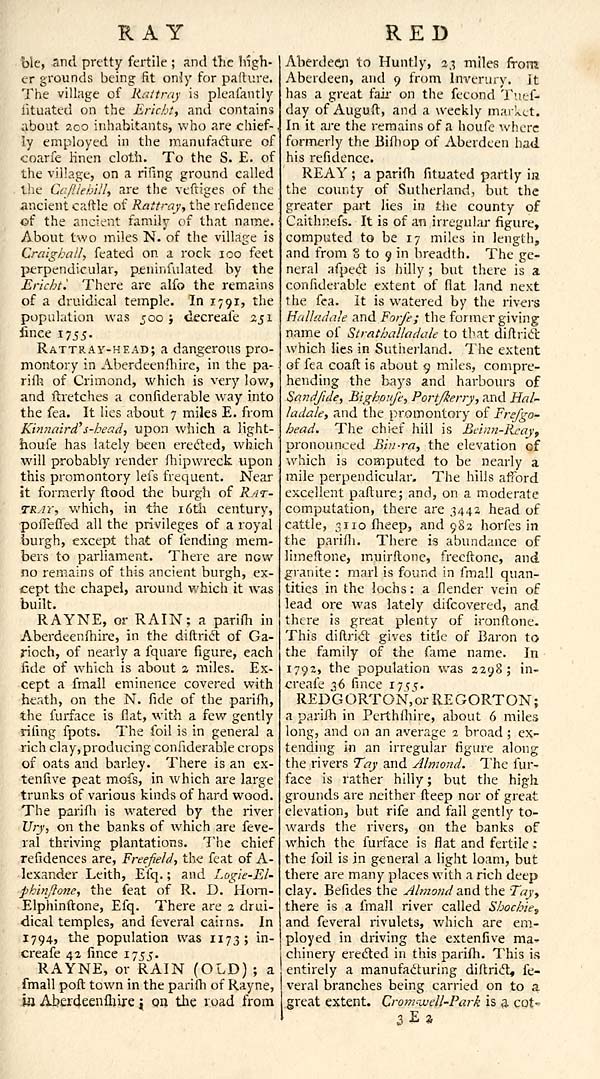 RAY
ble, and pretty fertile ; and the high-
er grounds being fit only for paſture.
The village of Rattray is pleaſantly
ſituated on the Ericht, and contains
about 200 inhabitants, who are chief-
ly employed in the manufacture of
coarſe linen cloth. To the S. E. of
the village, on a riſing ground called
the Caſtlehill, are the veſtiges of the
ancient caſtle of Rattray, the reſidence
of the ancient family of that name.
About two miles N. of the village is
Craighall, ſeated on a rock 100 feet
perpendicular, peninſulated by the
Ericht. There are alſo the remains
of a druidical temple. In 1791, the
population was 500 ; decreaſe 251
ſince 1755.
RATTRAY-HEAD; a dangerous pro-
montory in Aberdeenſhire, in the pa-
riſh of Crimond, which is very low,
and ſtretches a conſiderable way into
the ſea. It lies about 7 miles E. from
Kinnaird's-head, upon which a light-
houſe has lately been erected, which
will probably render ſhipwreck upon
this promontory leſs frequent. Near
it formerly ſtood the burgh of RAT-
TRAY, which, in the 16th century,
poſſeſſed all the privileges of a royal
burgh, except that of ſending mem-
bers to parliament. There are now
no remains of this ancient burgh, ex-
cept the chapel, around which it was
built.
RAYNE, or RAIN; a pariſh in
Aberdeenſhire, in the diſtrict of Ga-
rioch, of nearly a ſquare figure, each
ſide of which is about 2 miles. Ex-
cept a ſmall eminence covered with
heath, on the N. ſide of the pariſh,
the ſurface is flat, with a few gently
riſing ſpots. The ſoil is in general a
rich clay, producing conſiderable crops
of oats and barley. There is an ex-
tenſive peat moſs, in which are large
trunks of various kinds of hard wood.
The pariſh is watered by the river
Ury, on the banks of which are ſeve-
ral thriving plantations. The chief
reſidences are, Freefield, the ſeat of A-
lexander Leith, Eſq.; and Logie-El-
phinſtone, the ſeat of R. D. Horn-
Elphinſtone, Eſq. There are 2 drui-
dical temples, and ſeveral cairns. In
1794, the population was 1173 ; in-
creaſe 42 ſince 1755.
RAYNE, or RAIN (OLD) ; a
ſmall poſt town in the pariſh of Rayne,
in Aberdeenſhire ; on the road from
RED
Aberdeen to Huntly, 23 miles from
Aberdeen, and 9 from Inverury. It
has a great fair on the ſecond Tueſ-
day of Auguſt, and a weekly market.
In it are the remains of a houſe where
formerly the Biſhop of Aberdeen had
his reſidence.
REAY ; a pariſh ſituated partly in
the county of Sutherland, but the
greater part lies in the county of
Caithneſs. It is of an irregular figure,
computed to be 17 miles in length,
and from 8 to 9 in breadth. The ge-
neral aſpect is hilly ; but there is a
conſiderable extent of flat land next
the ſea. It is watered by the rivers
Halladale and Forſe; the former giving
name of Strathalladale to that diſtrict
which lies in Sutherland. The extent
of ſea coaſt is about 9 miles, compre-
hending the bays and harbours of
Sandſide, Bighouſe, Portſkerry, and Hal-
ladale, and the promontory of Freſgo-
head. The chief hill is Beinn-Reay,
pronounced Bin-ra, the elevation of
which is computed to be nearly a
mile perpendicular. The hills afford
excellent paſture; and, on a moderate
computation, there are 3442 head of
cattle, 3110 ſheep, and 982 horſes in
the pariſh. There is abundance of
limeſtone, muirſtone, freeſtone, and
granite : marl is found in ſmall quan-
tities in the lochs : a ſlender vein of
lead ore was lately diſcovered, and
there is great plenty of ironſtone.
This diſtrict gives title of Baron to
the family of the ſame name. In
1792, the population was 2298 ; in-
creaſe 36 ſince 1755.
REDGORTON, or REGORTON;
a pariſh in Perthſhire, about 6 miles
long, and on an average 2 broad ; ex-
tending in an irregular figure along
the rivers Tay and Almond. The ſur-
face is rather hilly ; but the high
grounds are neither ſteep nor of great
elevation, but riſe and fall gently to-
wards the rivers, on the banks of
which the ſurface is flat and fertile :
the ſoil is in general a light loam, but
there are many places with a rich deep
clay. Beſides the Almond and the Tay,
there is a ſmall river called Shochie,
and ſeveral rivulets, which are em-
ployed in driving the extenſive ma-
chinery erected in this pariſh. This is
entirely a manufacturing diſtrict, ſe-
veral branches being carried on to a
great extent. Cromwell-Park is a cot-
3 E 2